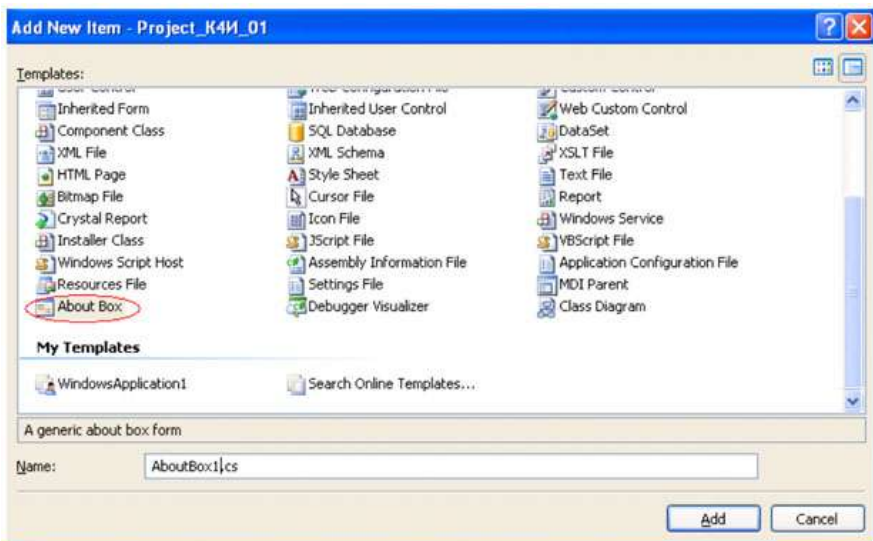 Add New Item - Project_К4И_01
Templates:
Inherited Form Inherited User Control Web Custom Control
Component Class SQL Database DataSet
XML File XML Schema XSLT File
HTML Page Style Sheet Text File
Bitmap File Cursor File Report
Crystal Report Icon File Windows Service
Installer Class JScript File VBScript File
Windows Script Host Assembly Information File Application Configuration File
Resources File Settings File MDI Parent
About Box Debugger Visualizer Class Diagram
My Templates
WindowsApplication1 Search Online Templates...
A generic about box form
Name: AboutBox1.cs
Add Cancel